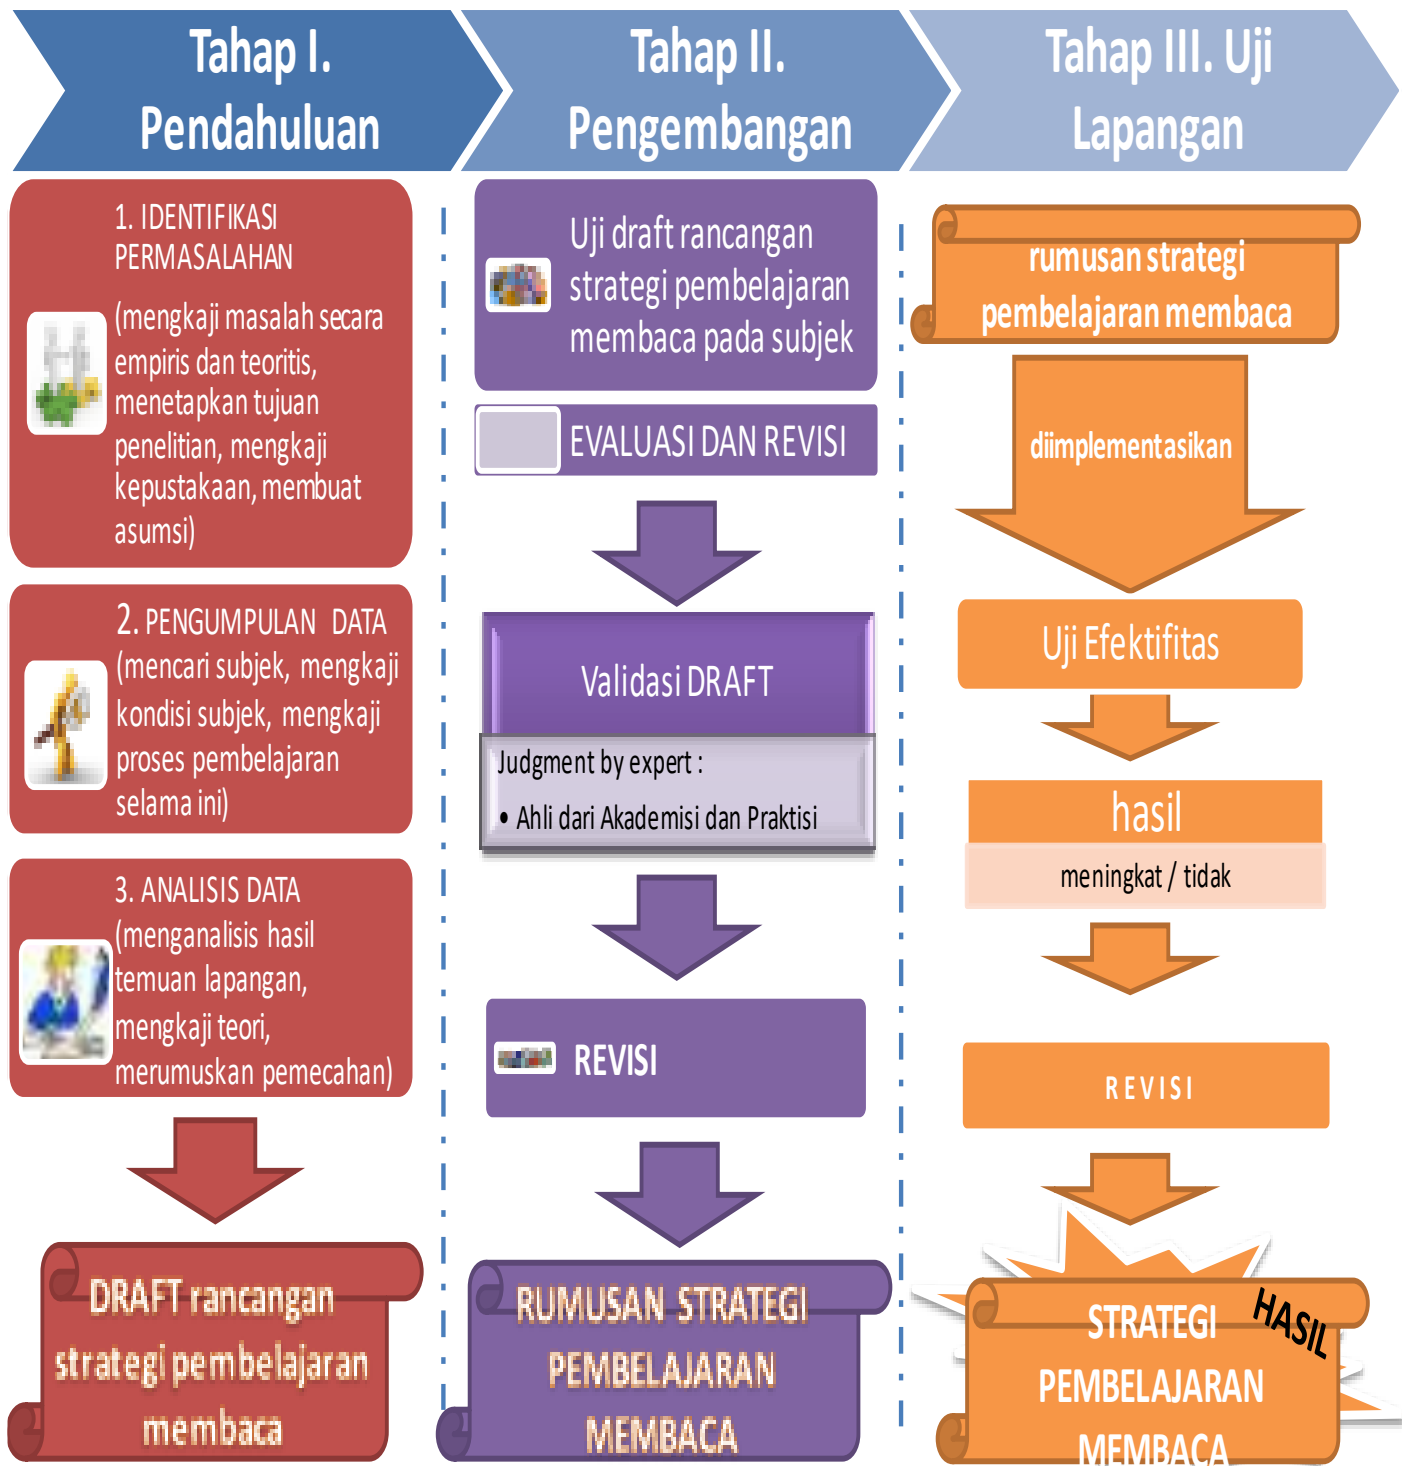 Tahap I.
Pendahuluan
Tahap II.
Pengembangan
Tahap III. Uji
Lapangan
1. IDENTIFIKASI
PERMASALAHAN
(mengkaji masalah secara
empiris dan teoritis,
menetapkan tujuan
penelitian, mengkaji
kepustakaan, membuat
asumsi)
2. PENGUMPULAN DATA
(mencari subjek, mengkaji
kondisi subjek, mengkaji
proses pembelajaran
selama ini)
3. ANALISIS DATA
(menganalisis hasil
temuan lapangan,
mengkaji teori,
merumuskan pemecahan)
DRAFT rancangan
strategi pembelajaran
membaca
Uji draft rancangan
strategi pembelajaran
membaca pada subjek
EVALUASI DAN REVISI
Validasi DRAFT
Judgment by expert :
• Ahli dari Akademisi dan Praktisi
REVISI
RUMUSAN STRATEGI
PEMBELAJARAN
MEMBACA
rumusan strategi
pembelajaran membaca
diimplementasikan
Uji Efektifitas
hasil
meningkat / tidak
REVISI
HASIL
STRATEGI
PEMBELAJARAN
MEMBACA